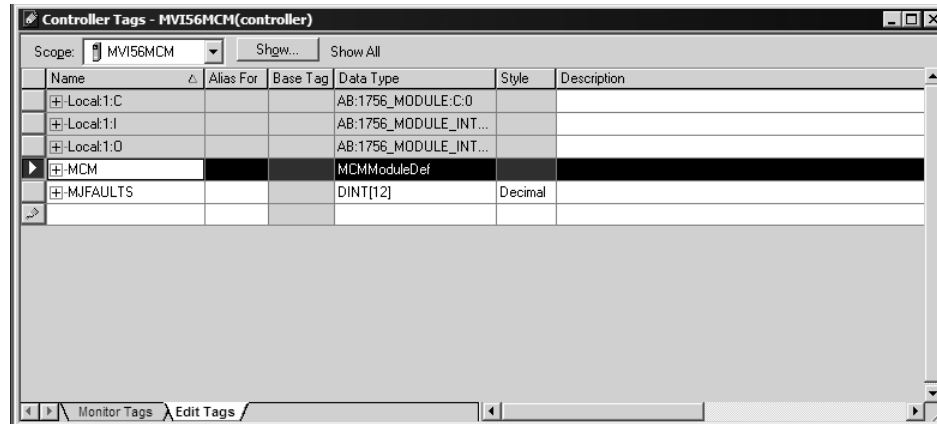 Controller Tags - MVI56MCM(controller)
Scope: MVI56MCM Show... Show All
Name Alias For Base Tag Data Type Style Description
Local:1:C AB:1756_MODULE:C:0
Local:1:I AB:1756_MODULE_INT...
Local:1:O AB:1756_MODULE_INT...
MCM MCMModuleDef
MJFAULTS DINT[12] Decimal
Monitor Tags Edit Tags